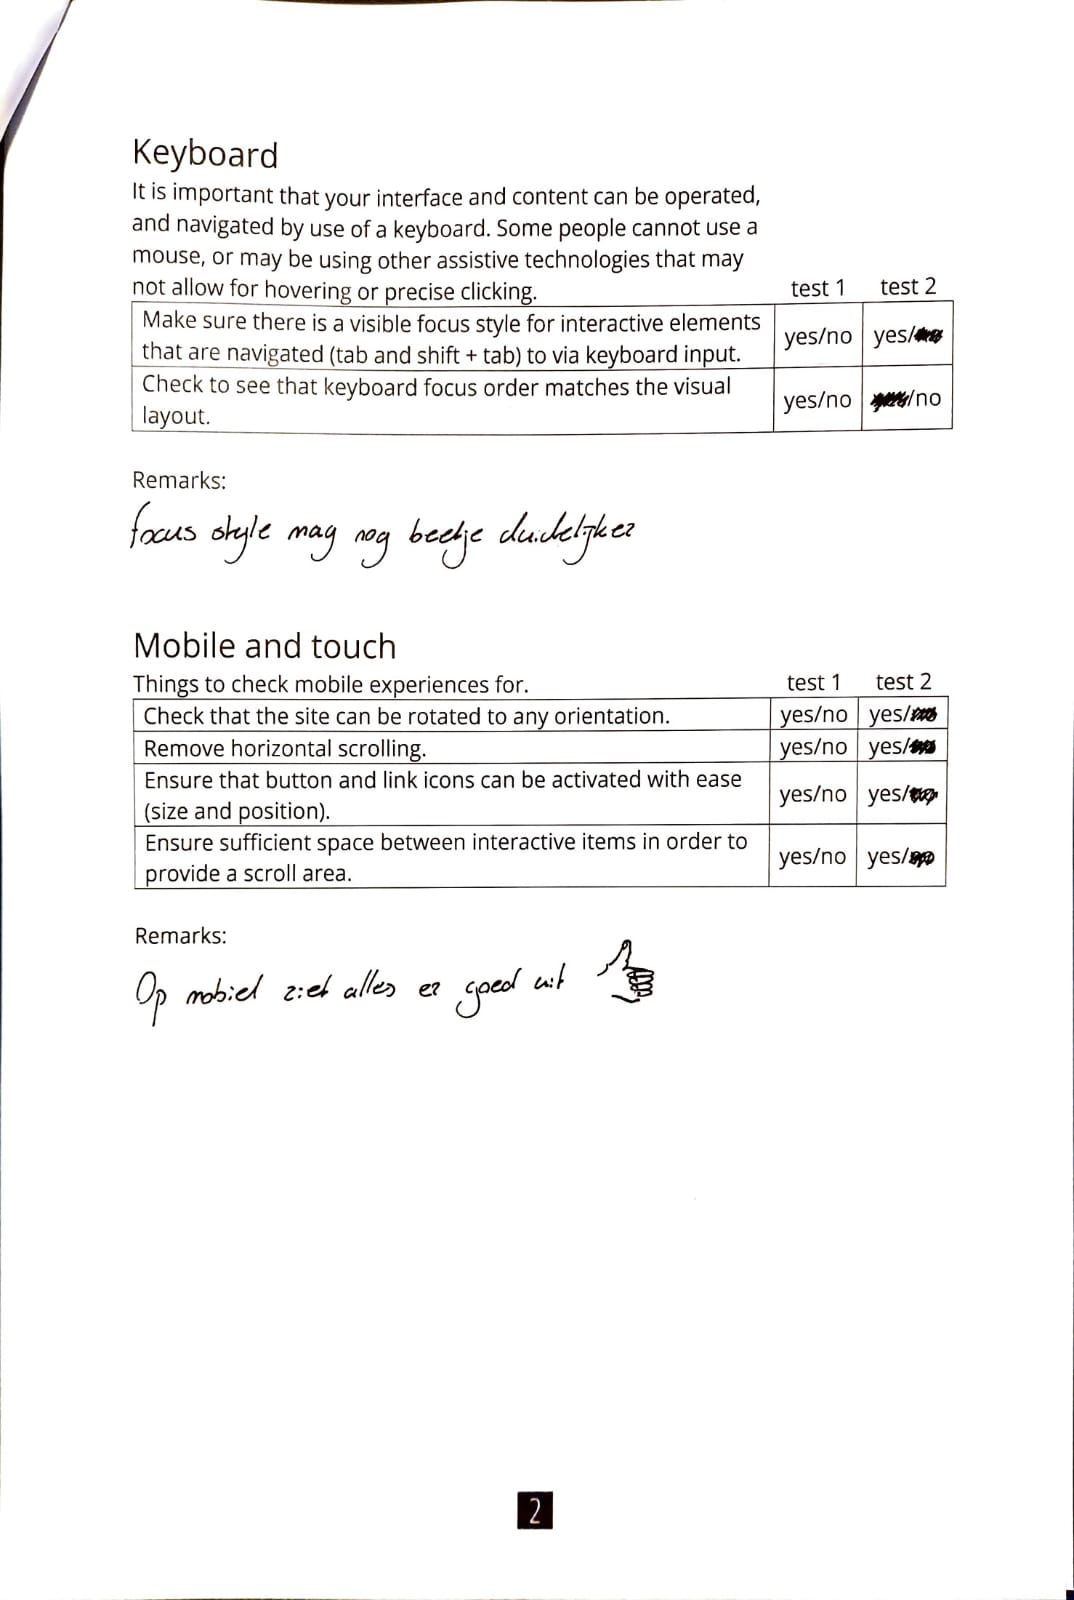 Keyboard
It is important that your interface and content can be operated,
and navigated by use of a keyboard. Some people cannot use a
mouse, or may be using other assistive technologies that may
not allow for hovering or precise clicking. test 1 test 2
Make sure there is a visible focus style for interactive elements
that are navigated (tab and shift + tab) to via keyboard input. yes/no yes/
Check to see that keyboard focus order matches the visual
layout. yes/no /no
Remarks:
focus style mag nog beetje duidelijker
Mobile and touch
Things to check mobile experiences for. test 1 test 2
Check that the site can be rotated to any orientation. yes/no yes/
Remove horizontal scrolling. yes/no yes/
Ensure that button and link icons can be activated with ease
(size and position). yes/no yes/
Ensure sufficient space between interactive items in order to
provide a scroll area. yes/no yes/
Remarks:
Op mobiel ziet alles er goed uit
2